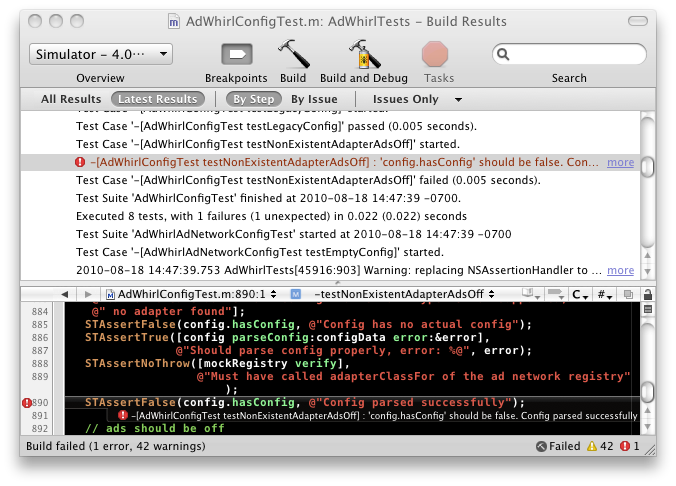 AdWhirlConfigTest.m: AdWhirlTests – Build Results
Simulator – 4.0...
Overview
Breakpoints
Build
Build and Debug
Tasks
Search
All Results
Latest Results
By Step
By Issue
Issues Only
Test Case '-[AdWhirlConfigTest testLegacyConfig]' started.
Test Case '-[AdWhirlConfigTest testLegacyConfig]' passed (0.005 seconds).
Test Case '-[AdWhirlConfigTest testNonExistentAdapterAdsOff]' started.
-[AdWhirlConfigTest testNonExistentAdapterAdsOff] : 'config.hasConfig' should be false. Con... more
Test Case '-[AdWhirlConfigTest testNonExistentAdapterAdsOff]' failed (0.005 seconds).
Test Suite 'AdWhirlConfigTest' finished at 2010-08-18 14:47:39 -0700.
Executed 8 tests, with 1 failures (1 unexpected) in 0.022 (0.022) seconds
Test Suite 'AdWhirlAdNetworkConfigTest' started at 2010-08-18 14:47:39 -0700
Test Case '-[AdWhirlAdNetworkConfigTest testEmptyConfig]' started.
2010-08-18 14:47:39.753 AdWhirlTests[45916:903] Warning: replacing NSAssertionHandler to ... more
AdWhirlConfigTest.m:890:1 M -testNonExistentAdapterAdsOff C #
884 @" no adapter found"];
885 STAssertFalse(config.hasConfig, @"Config has no actual config");
886 STAssertTrue([config parseConfig:configData error:&error],
887 @"Should parse config properly, error: %@", error);
888 STAssertNoThrow([mockRegistry verify],
889 @"Must have called adapterClassFor of the ad network registry"
);
890 STAssertFalse(config.hasConfig, @"Config parsed successfully");
891 -[AdWhirlConfigTest testNonExistentAdapterAdsOff] : 'config.hasConfig' should be false. Config parsed successfully
892 // ads should be off
Build failed (1 error, 42 warnings)
Failed 42 1